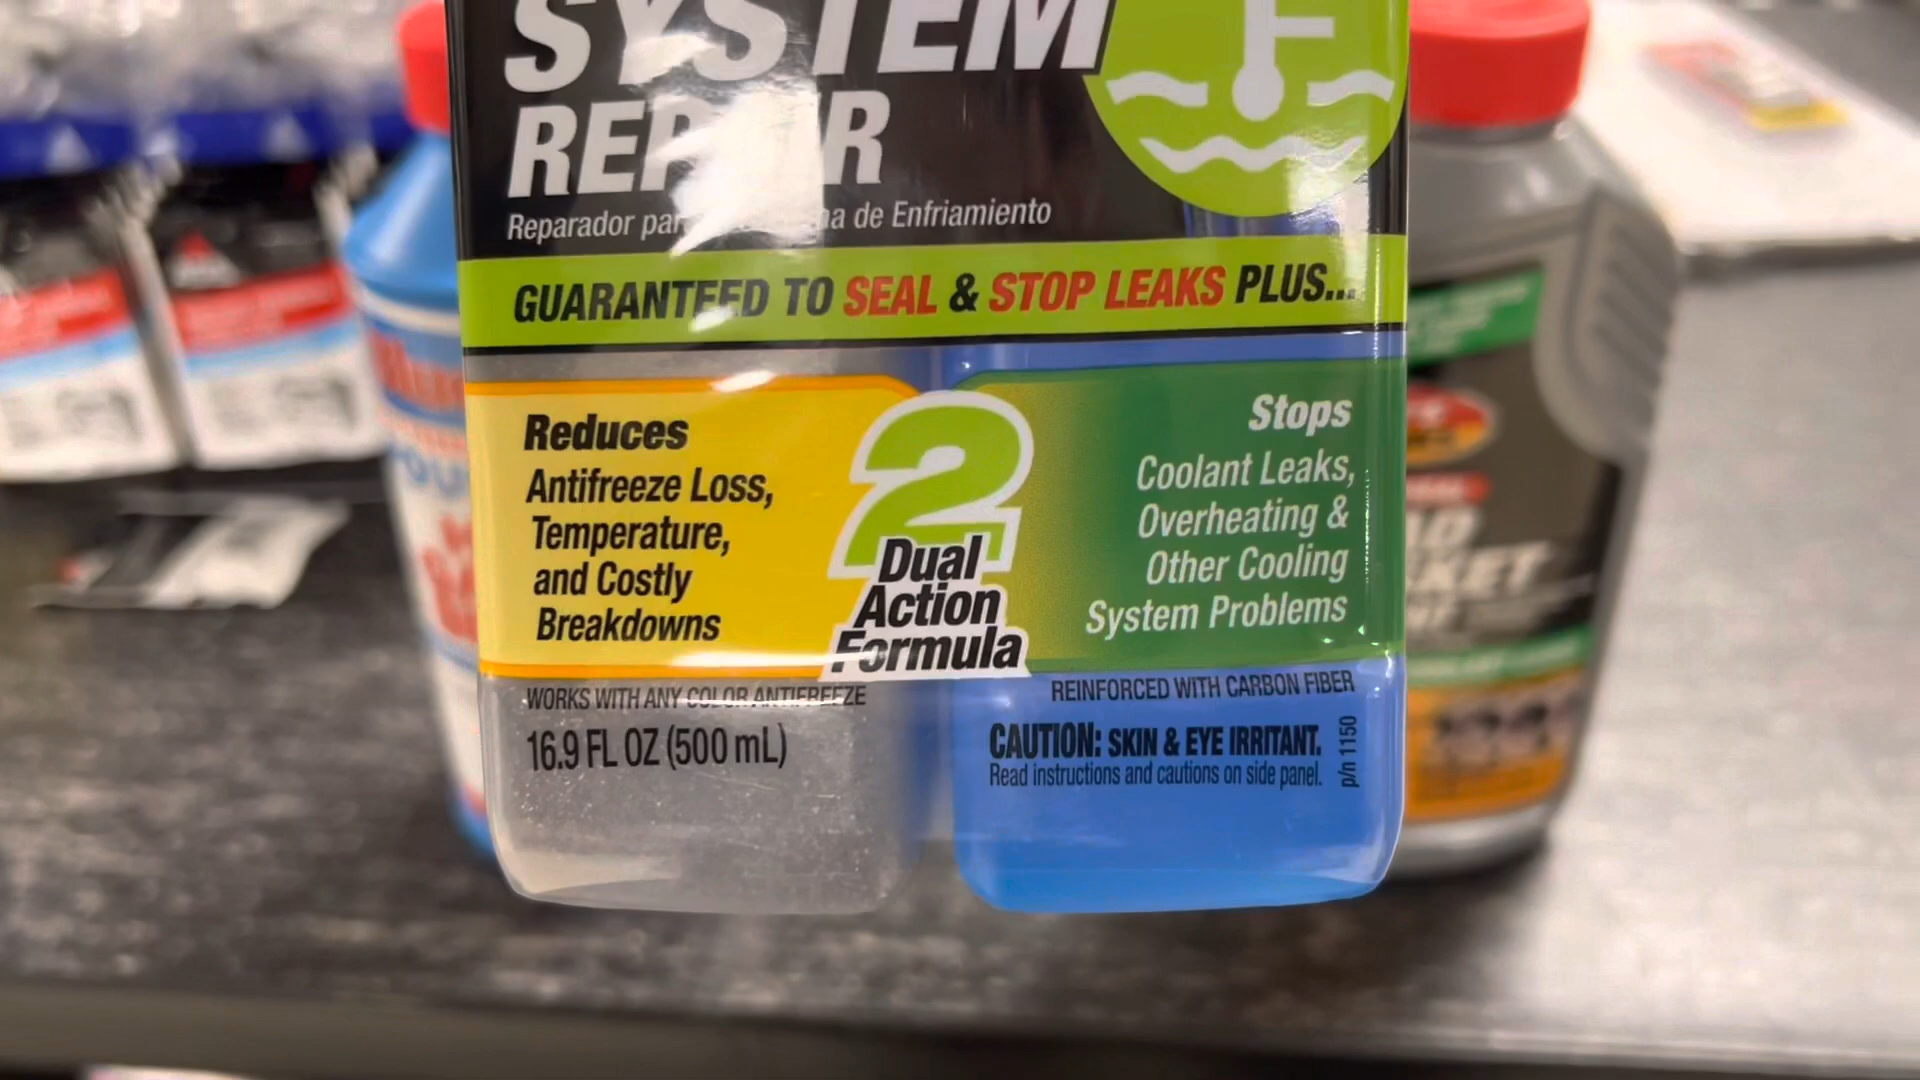 SYSTEM
REPAIR
Reparador de Enfriamiento
GUARANTEED TO SEAL & STOP LEAKS PLUS...
Reduces
Antifreeze Loss,
Temperature,
and Costly
Breakdowns
2
Dual
Action
Formula
Stops
Coolant Leaks,
Overheating &
Other Cooling
System Problems
WORKS WITH ANY COLOR ANTIFREEZE
16.9 FL OZ (500 mL)
REINFORCED WITH CARBON FIBER
CAUTION: SKIN & EYE IRRITANT.
Read instructions and cautions on side panel.
p/n 1150